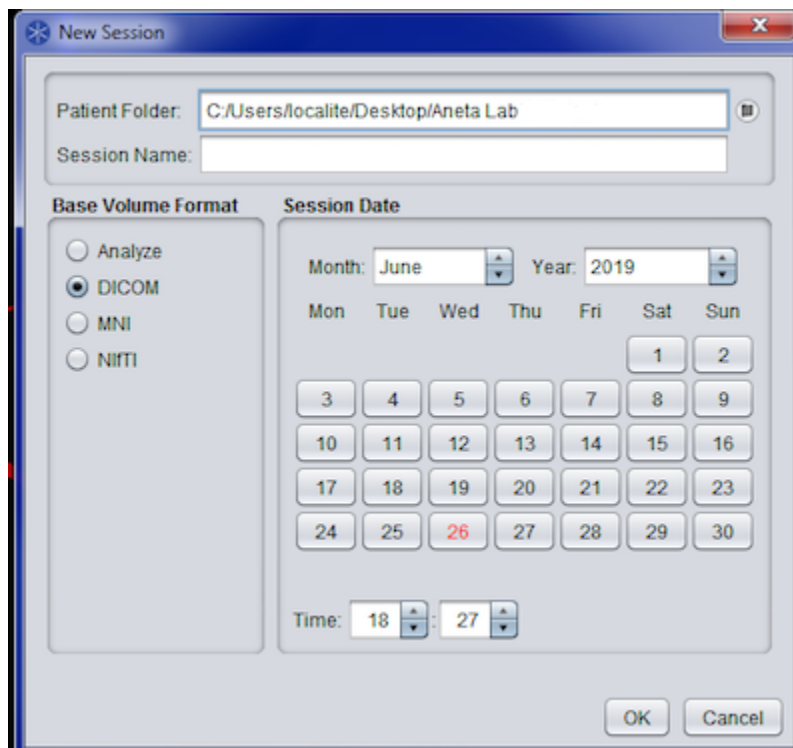 New Session
Patient Folder: C:/Users/localite/Desktop/Aneta Lab
Session Name:
Base Volume Format
Analyze
DICOM
MNI
NIfTI
Session Date
Month: June Year: 2019
Mon Tue Wed Thu Fri Sat Sun
1 2
3 4 5 6 7 8 9
10 11 12 13 14 15 16
17 18 19 20 21 22 23
24 25 26 27 28 29 30
Time: 18 : 27
OK Cancel